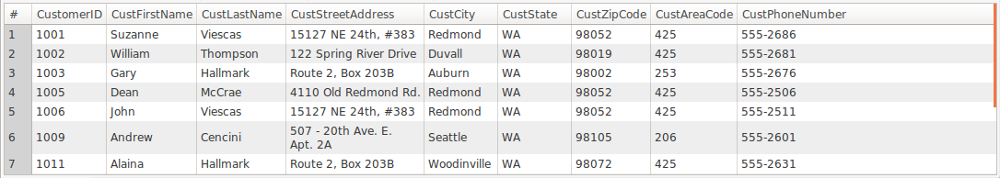 # CustomerID CustFirstName CustLastName CustStreetAddress CustCity CustState CustZipCode CustAreaCode CustPhoneNumber
1 1001 Suzanne Viescas 15127 NE 24th, #383 Redmond WA 98052 425 555-2686
2 1002 William Thompson 122 Spring River Drive Duvall WA 98019 425 555-2681
3 1003 Gary Hallmark Route 2, Box 203B Auburn WA 98002 253 555-2676
4 1005 Dean McCrae 4110 Old Redmond Rd. Redmond WA 98052 425 555-2506
5 1006 John Viescas 15127 NE 24th, #383 Redmond WA 98052 425 555-2511
6 1009 Andrew Cencini 507 - 20th Ave. E. Seattle WA 98105 206 555-2601
Apt. 2A
7 1011 Alaina Hallmark Route 2, Box 203B Woodinville WA 98072 425 555-2631